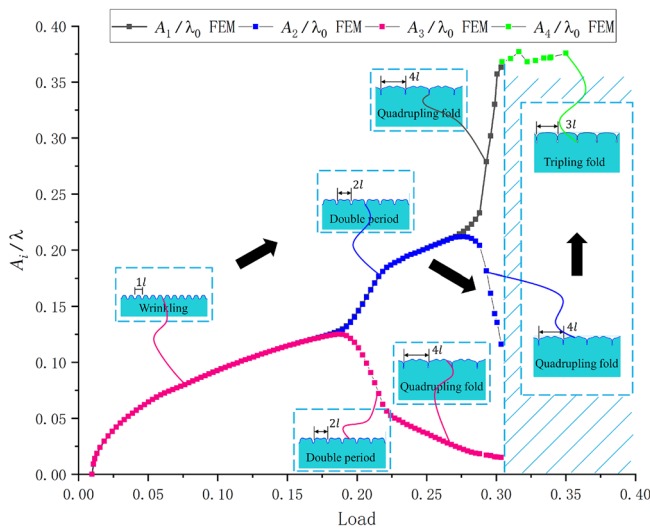 A₁/λ₀ FEM A₂/λ₀ FEM A₃/λ₀ FEM A₄/λ₀ FEM
0.40
0.35
0.30
0.25
0.20
0.15
0.10
0.05
0.00
Aᵢ/λ
4l
Quadrupling fold
3l
Tripling fold
2l
Double period
1l
Wrinkling
4l
Quadrupling fold
4l
Quadrupling fold
2l
Double period
0.00 0.05 0.10 0.15 0.20 0.25 0.30 0.35 0.40
Load